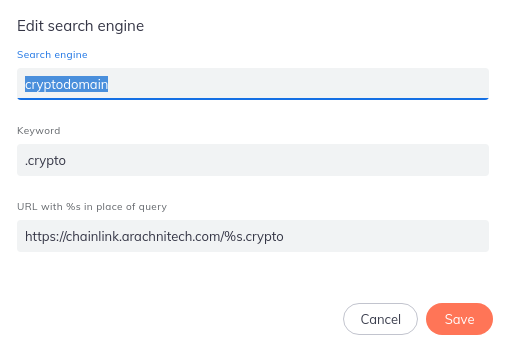 Edit search engine
Search engine
cryptodomain
Keyword
.crypto
URL with %s in place of query
https://chainlink.arachnitech.com/%s.crypto
Cancel
Save